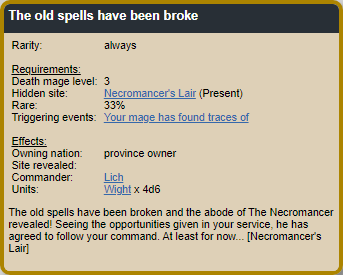 The old spells have been broke
Rarity: always
Requirements:
Death mage level: 3
Hidden site: Necromancer's Lair (Present)
Rare: 33%
Triggering events: Your mage has found traces of
Effects:
Owning nation: province owner
Site revealed:
Commander: Lich
Units: Wight x 4d6
The old spells have been broken and the abode of The Necromancer
revealed! Seeing the opportunities given in your service, he has
agreed to follow your command. At least for now... [Necromancer's
Lair]